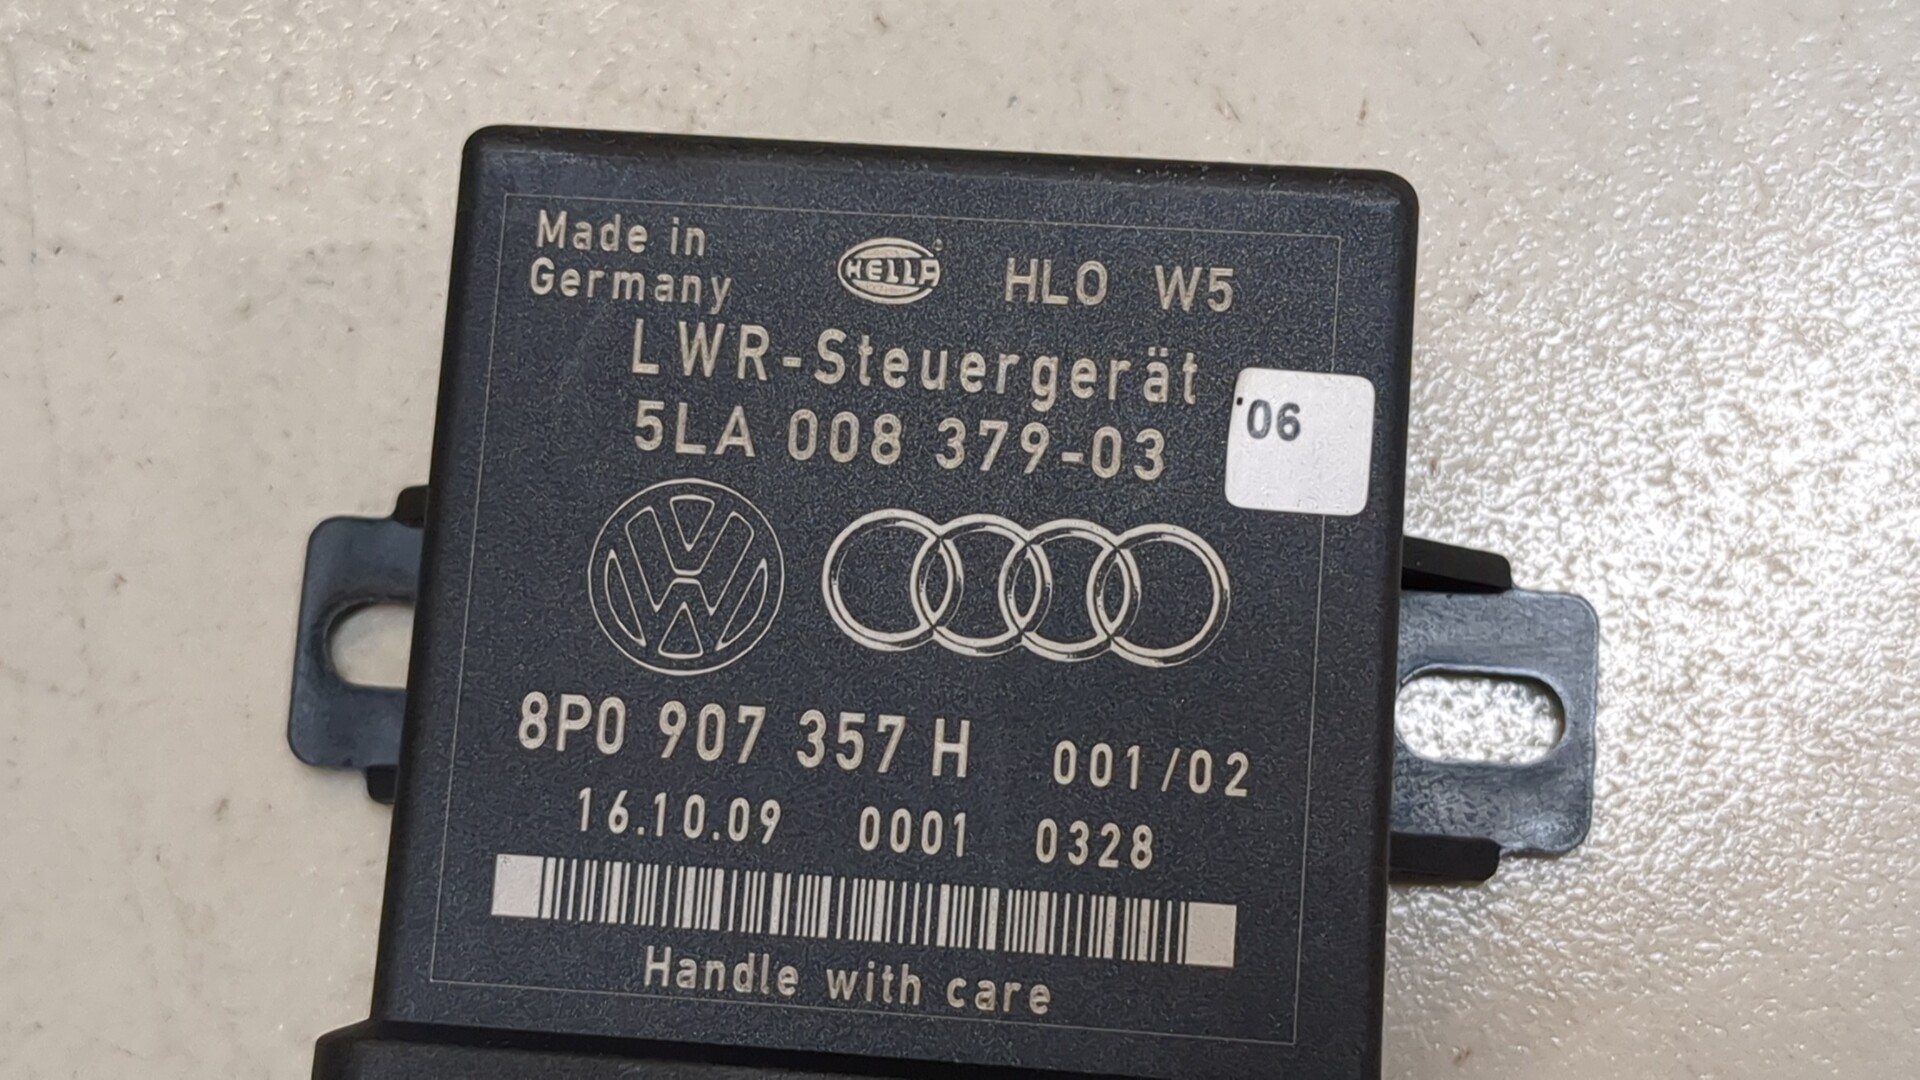 Made in
Germany
HELLA
HLO W5
LWR-Steuergerät
5LA 008 379-03
06
8P0 907 357 H 001/02
16.10.09 0001 0328
Handle with care